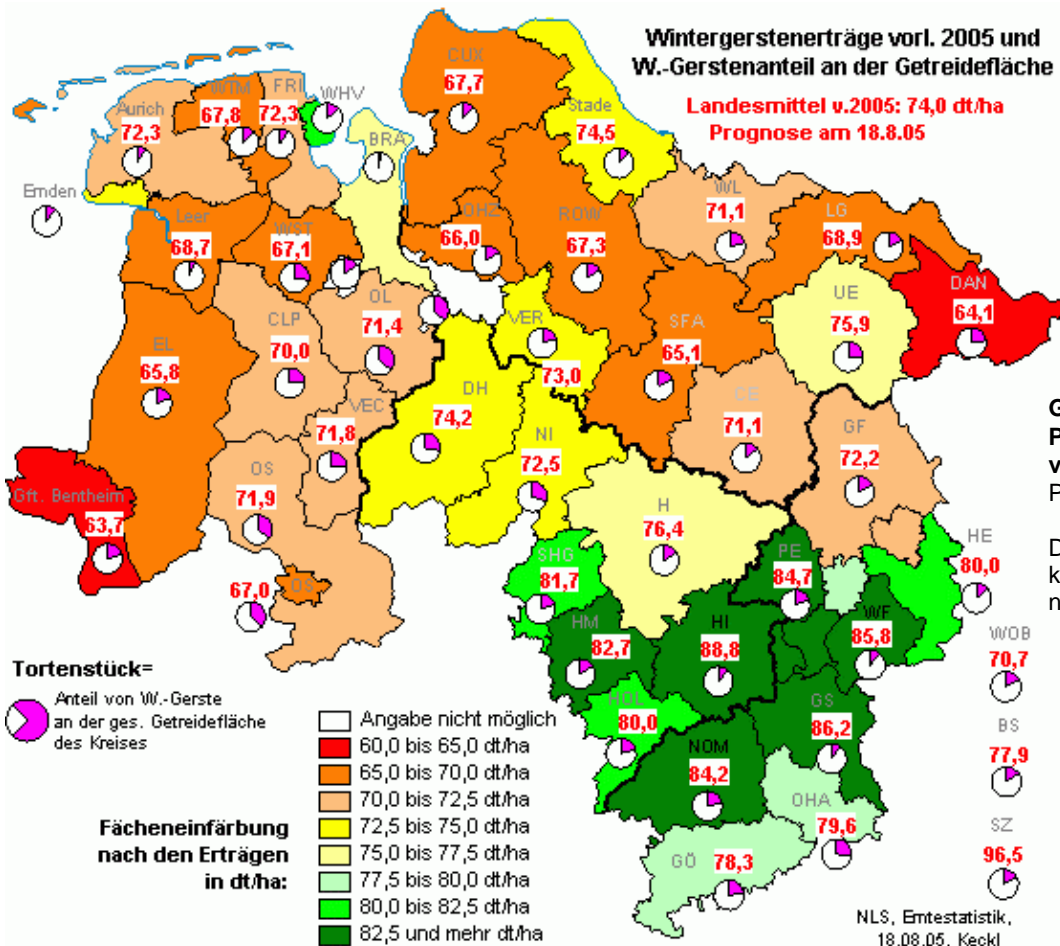 Wintergerstenerträge vorl. 2005 und
W.-Gerstenanteil an der Getreidefläche
Landesmittel v.2005: 74,0 dt/ha
Prognose am 18.8.05
CUX
67,7
Stade
74,5
Aurich
72,3
WTM
67,8
FRI
72,3
WHV
BRA
Emden
Leer
68,7
WST
67,1
OHZ
66,0
ROW
67,3
WL
71,1
LG
68,9
DAN
64,1
UE
75,9
EL
65,8
CLP
70,0
OL
71,4
VER
73,0
SFA
65,1
CE
71,1
GF
72,2
DH
74,2
NI
72,5
VEC
71,8
OS
71,9
Gft. Bentheim
63,7
OS
67,0
H
76,4
SHG
81,7
PE
84,7
HE
80,0
HM
82,7
HI
88,8
WF
85,8
WOB
70,7
HOL
80,0
GS
86,2
NOM
84,2
BS
77,9
OHA
79,6
SZ
96,5
GÖ 78,3
G
P
v
P
D
k
n
Tortenstück=
Anteil von W.-Gerste
an der ges. Getreidefläche
des Kreises
Fächeneinfärbung
nach den Erträgen
in dt/ha:
Angabe nicht möglich
60,0 bis 65,0 dt/ha
65,0 bis 70,0 dt/ha
70,0 bis 72,5 dt/ha
72,5 bis 75,0 dt/ha
75,0 bis 77,5 dt/ha
77,5 bis 80,0 dt/ha
80,0 bis 82,5 dt/ha
82,5 und mehr dt/ha
NLS, Erntestatistik,
18.08.05, Keckl